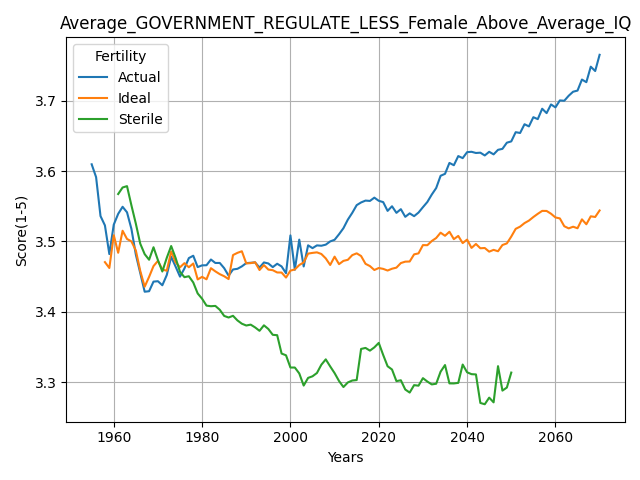 Average_GOVERNMENT_REGULATE_LESS_Female_Above_Average_IQ
Fertility
Actual
Ideal
Sterile
Score(1-5)
3.7
3.6
3.5
3.4
3.3
1960 1980 2000 2020 2040 2060
Years